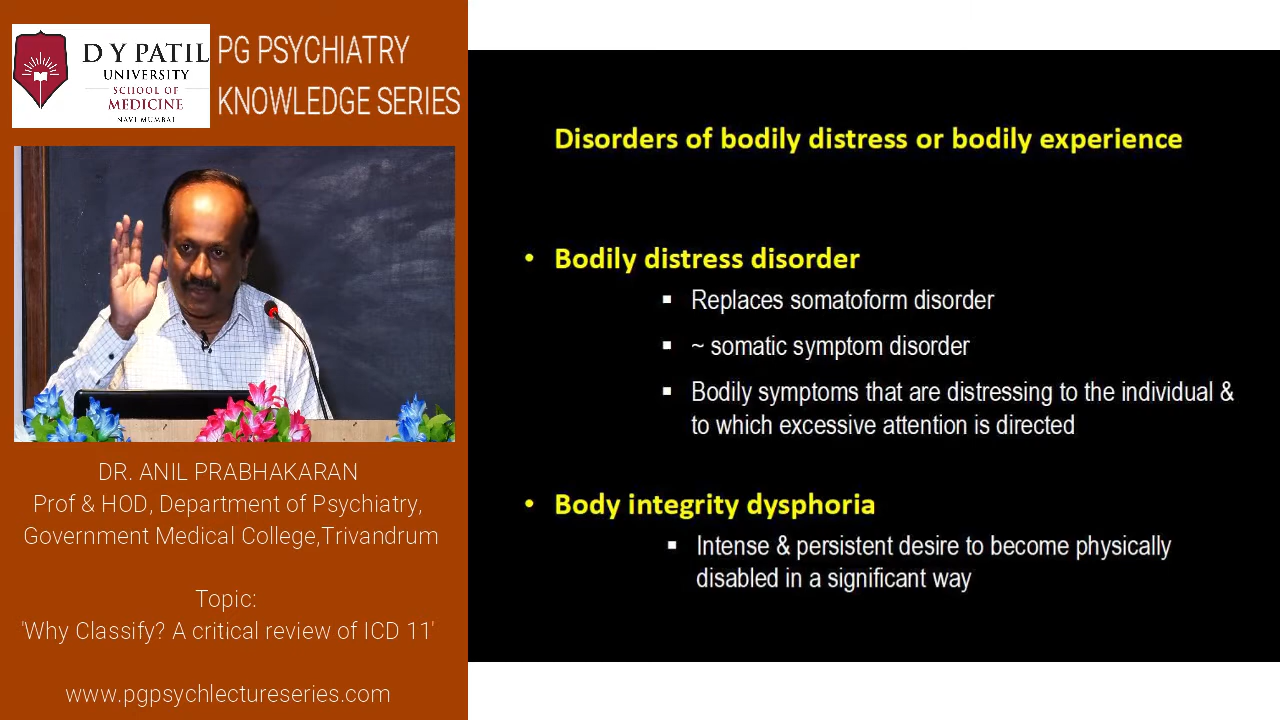 D Y PATIL
UNIVERSITY
SCHOOL OF
MEDICINE
NAVI MUMBAI
PG PSYCHIATRY
KNOWLEDGE SERIES
DR. ANIL PRABHAKARAN
Prof & HOD, Department of Psychiatry,
Government Medical College,Trivandrum
Topic:
'Why Classify? A critical review of ICD 11'
www.pgpsychlectureseries.com
Disorders of bodily distress or bodily experience
• Bodily distress disorder
▪ Replaces somatoform disorder
▪ ~ somatic symptom disorder
▪ Bodily symptoms that are distressing to the individual &
to which excessive attention is directed
• Body integrity dysphoria
▪ Intense & persistent desire to become physically
disabled in a significant way